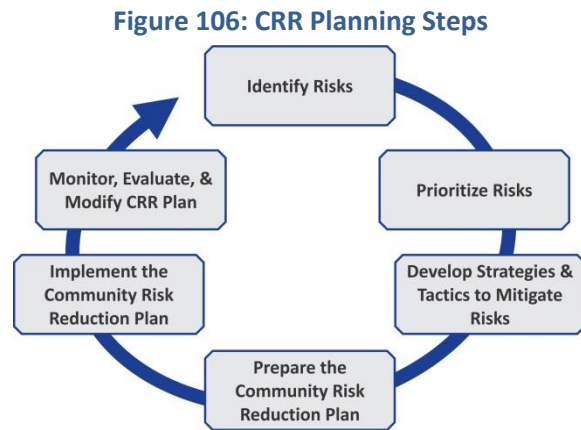 Figure 106: CRR Planning Steps
Identify Risks
Prioritize Risks
Develop Strategies &
Tactics to Mitigate
Risks
Prepare the
Community Risk
Reduction Plan
Implement the
Community Risk
Reduction Plan
Monitor, Evaluate, &
Modify CRR Plan